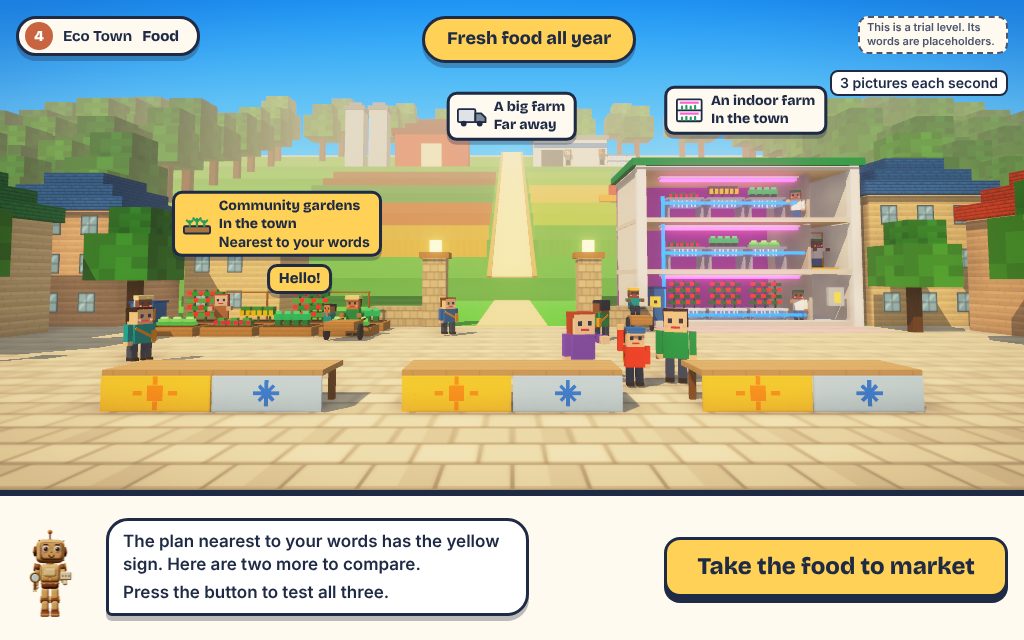 4 Eco Town Food
Fresh food all year
This is a trial level. Its
words are placeholders.
3 pictures each second
A big farm
Far away
An indoor farm
In the town
Community gardens
In the town
Nearest to your words
Hello!
The plan nearest to your words has the yellow
sign. Here are two more to compare.
Press the button to test all three.
Take the food to market